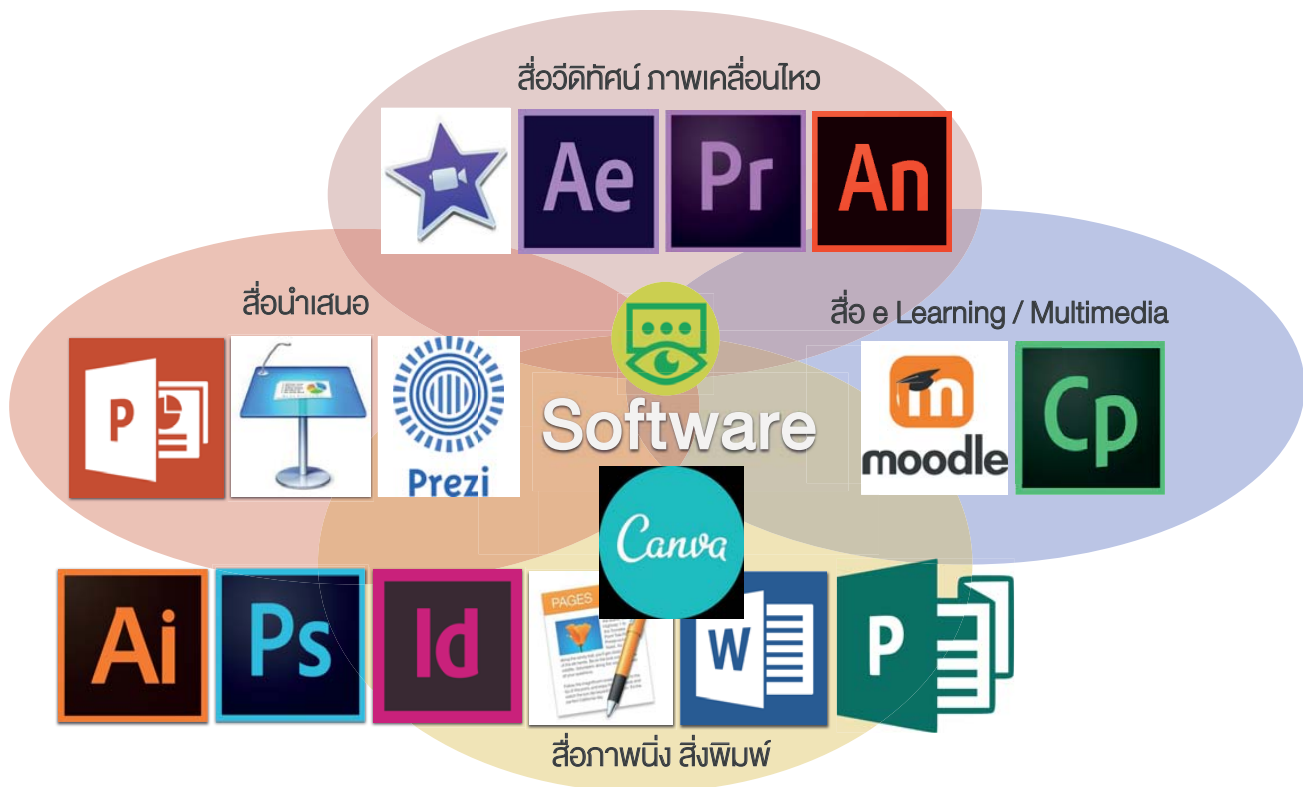 สื่อวีดิทัศน์ ภาพเคลื่อนไหว
Ae Pr An
สื่อนำเสนอ
สื่อ e Learning / Multimedia
P
Prezi
m
moodle
Cp
Software
Canva
Ai Ps Id
PAGES
W
P
สื่อภาพนิ่ง สิ่งพิมพ์